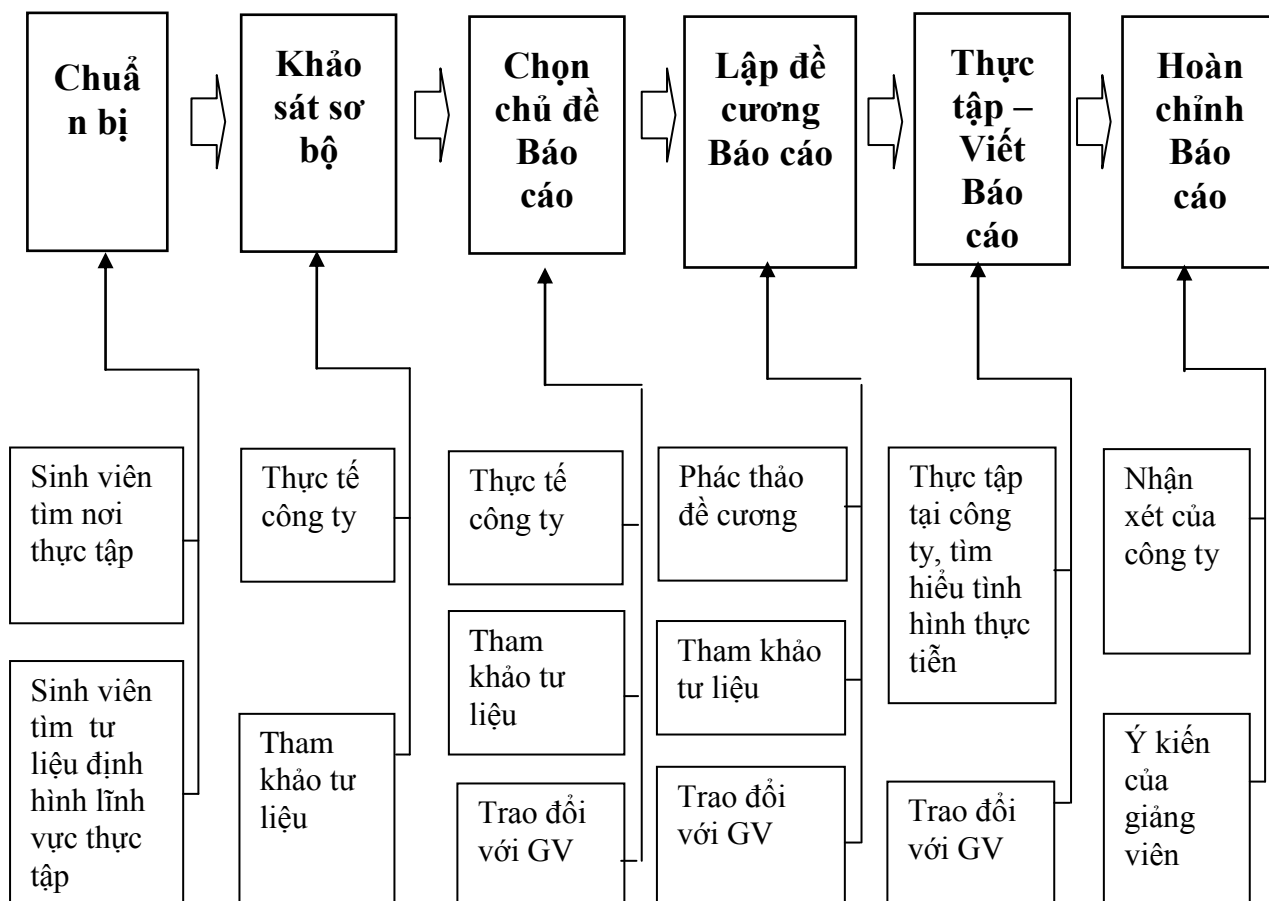 Chuẩ
n bị
Khảo
sát sơ
bộ
Chọn
chủ đề
Báo
cáo
Lập đề
cương
Báo cáo
Thực
tập –
Viết
Báo
cáo
Hoàn
chỉnh
Báo
cáo
Sinh viên
tìm nơi
thực tập
Sinh viên
tìm tư
liệu định
hình lĩnh
vực thực
tập
Thực tế
công ty
Tham
khảo tư
liệu
Thực tế
công ty
Tham
khảo tư
liệu
Trao đổi
với GV
Phác thảo
đề cương
Tham khảo
tư liệu
Trao đổi
với GV
Thực tập
tại công
ty, tìm
hiểu tình
hình thực
tiễn
Trao đổi
với GV
Nhận
xét của
công ty
Ý kiến
của
giảng
viên